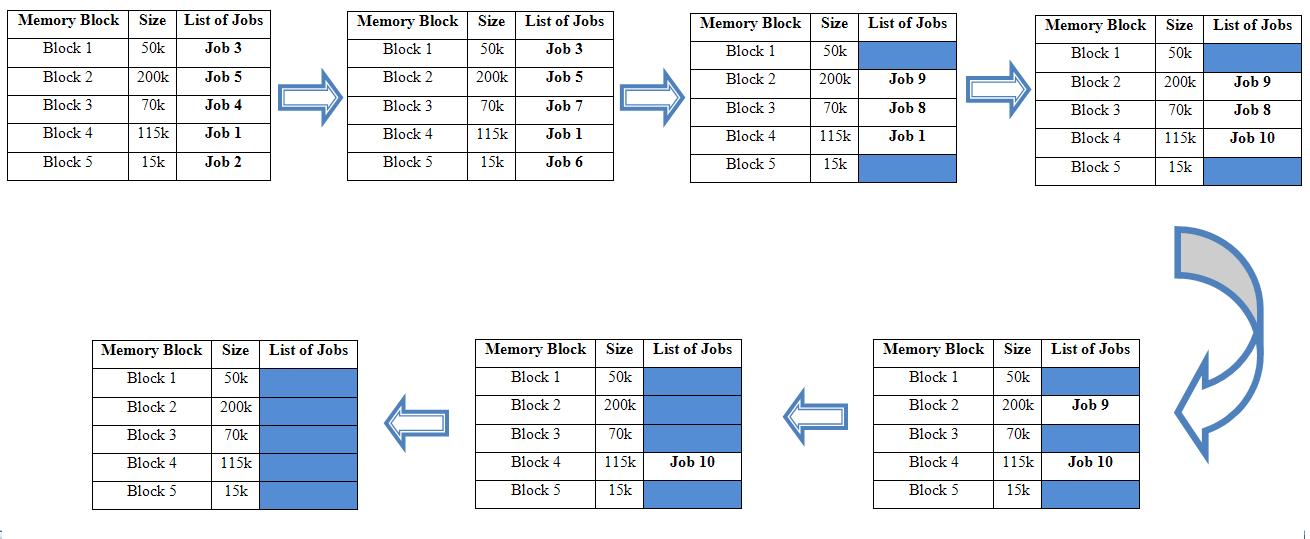 Memory Block Size List of Jobs
Block 1 50k Job 3
Block 2 200k Job 5
Block 3 70k Job 4
Block 4 115k Job 1
Block 5 15k Job 2
Memory Block Size List of Jobs
Block 1 50k Job 3
Block 2 200k Job 5
Block 3 70k Job 7
Block 4 115k Job 1
Block 5 15k Job 6
Memory Block Size List of Jobs
Block 1 50k
Block 2 200k Job 9
Block 3 70k Job 8
Block 4 115k Job 1
Block 5 15k
Memory Block Size List of Jobs
Block 1 50k
Block 2 200k Job 9
Block 3 70k Job 8
Block 4 115k Job 10
Block 5 15k
Memory Block Size List of Jobs
Block 1 50k
Block 2 200k Job 9
Block 3 70k
Block 4 115k Job 10
Block 5 15k
Memory Block Size List of Jobs
Block 1 50k
Block 2 200k
Block 3 70k
Block 4 115k Job 10
Block 5 15k
Memory Block Size List of Jobs
Block 1 50k
Block 2 200k
Block 3 70k
Block 4 115k
Block 5 15k